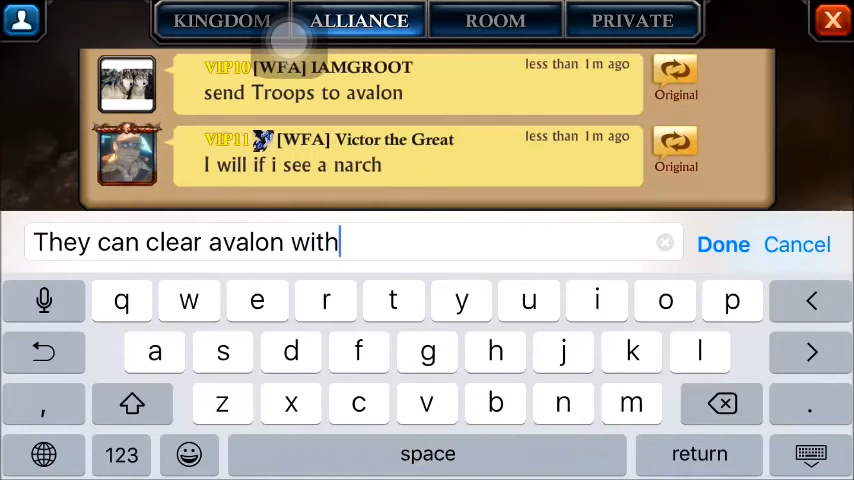 KINGDOM ALLIANCE ROOM PRIVATE X
VIP10 [WFA] IAMGROOT less than 1m ago
send Troops to avalon
Original
VIP11 [WFA] Victor the Great less than 1m ago
I will if i see a narch
Original
They can clear avalon with Done Cancel
q w e r t y u i o p <
a s d f g h j k l >
, z x c v b n m .
123 space return